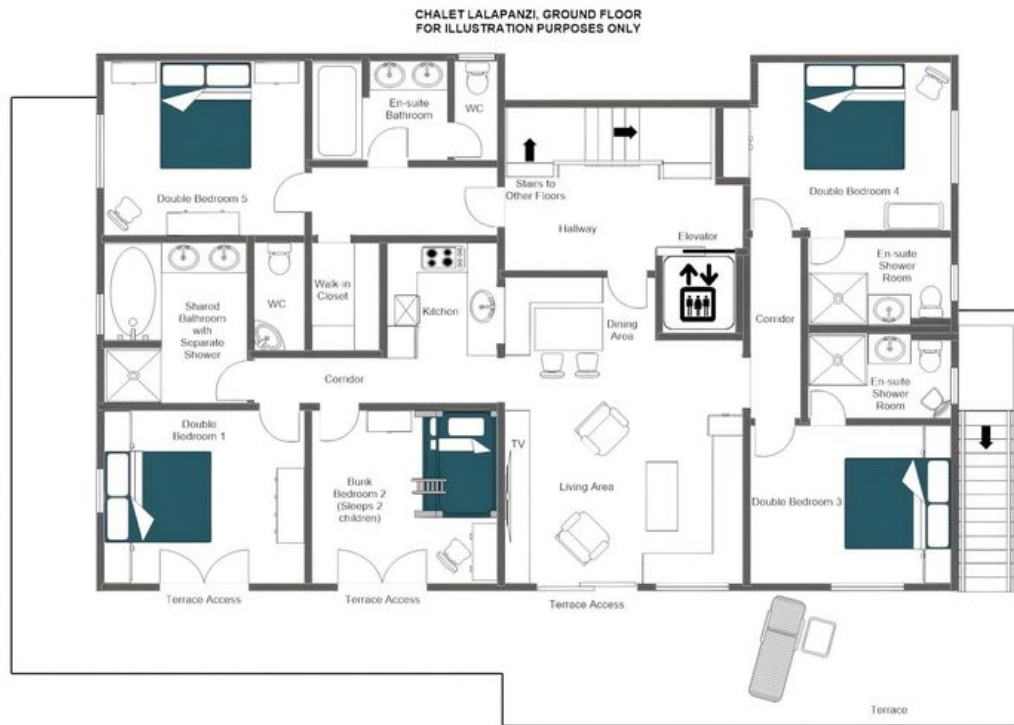 CHALET LALAPANZI, GROUND FLOOR
FOR ILLUSTRATION PURPOSES ONLY
En-suite
Bathroom
WC
Double Bedroom 5
Stairs to
Other Floors
Hallway
Elevator
Double Bedroom 4
En-suite
Shower
Room
WC
Walk-in
Closet
Kitchen
Shared
Bathroom
with
Separate
Shower
Dining
Area
Corridor
En-suite
Shower
Room
Corridor
Double
Bedroom 1
Bunk
Bedroom 2
(Sleeps 2
children)
TV
Living Area
Double Bedroom 3
Terrace Access
Terrace Access
Terrace Access
Terrace